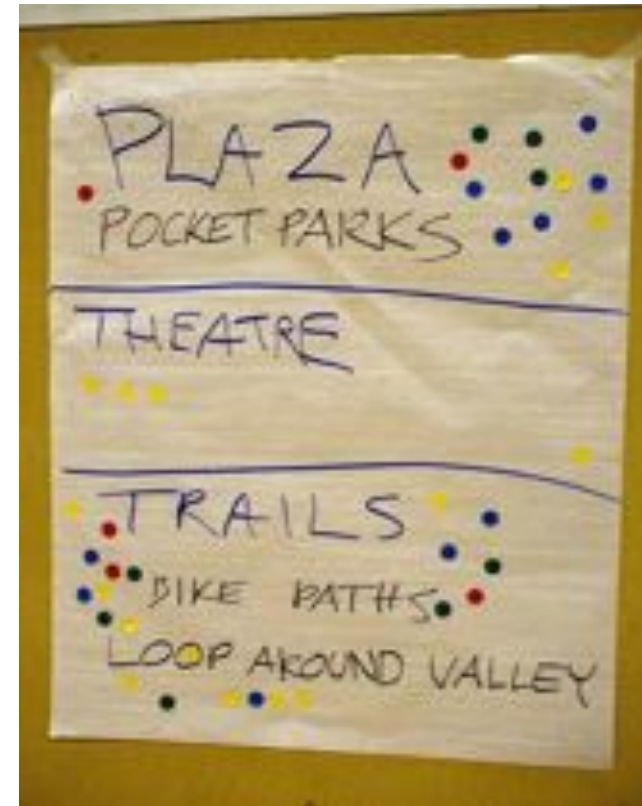 PLAZA
POCKET PARKS
THEATRE
TRAILS
BIKE PATHS
LOOP AROUND VALLEY